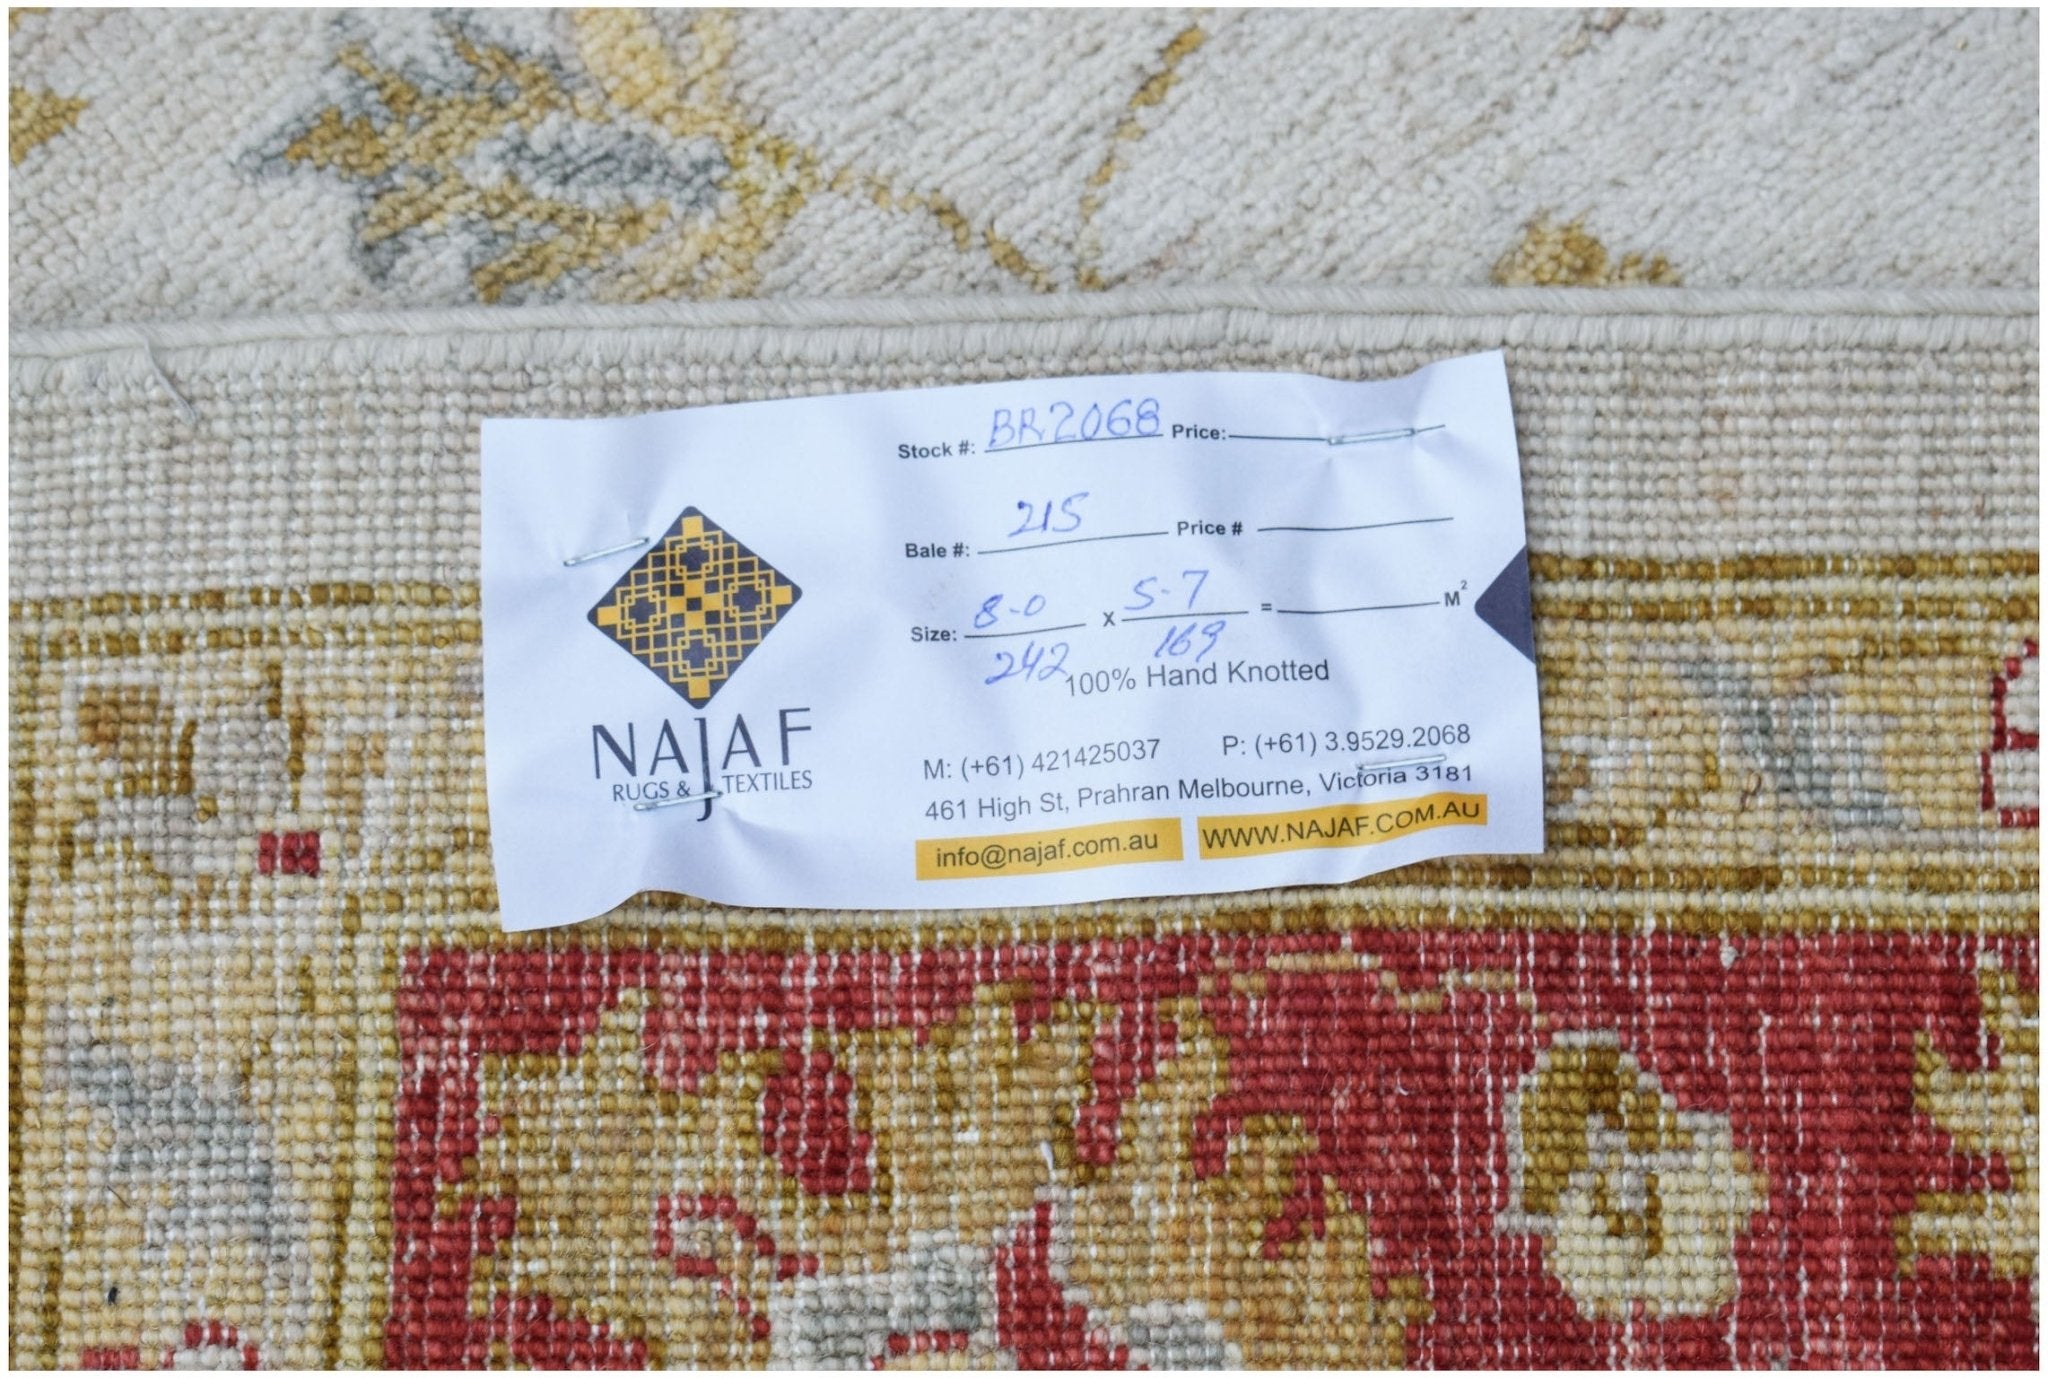 Stock #: BR2068 Price:
Bale #: 215 Price #
Size: 8-0 x 5-7 = M²
242 169
100% Hand Knotted
NAJAF
RUGS & TEXTILES
M: (+61) 421425037 P: (+61) 3.9529.2068
461 High St, Prahran Melbourne, Victoria 3181
info@najaf.com.au WWW.NAJAF.COM.AU